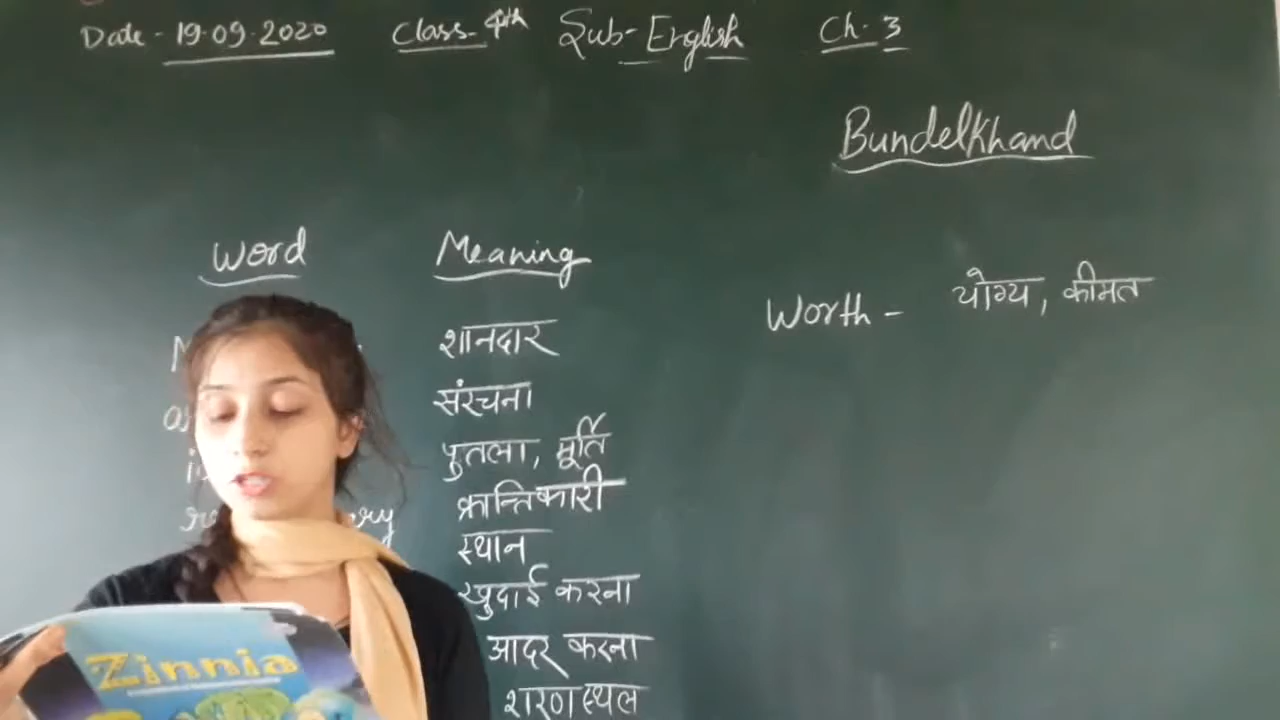 Date - 19.09.2020 Class - 4th Sub - English Ch - 3
Bundelkhand
Word Meaning
Worth - योग्य, कीमत
शानदार
संरचना
पुतला, मूर्ति
क्रान्तिकारी
स्थान
खुदाई करना
आदर करना
शरणस्थल
Zinnia